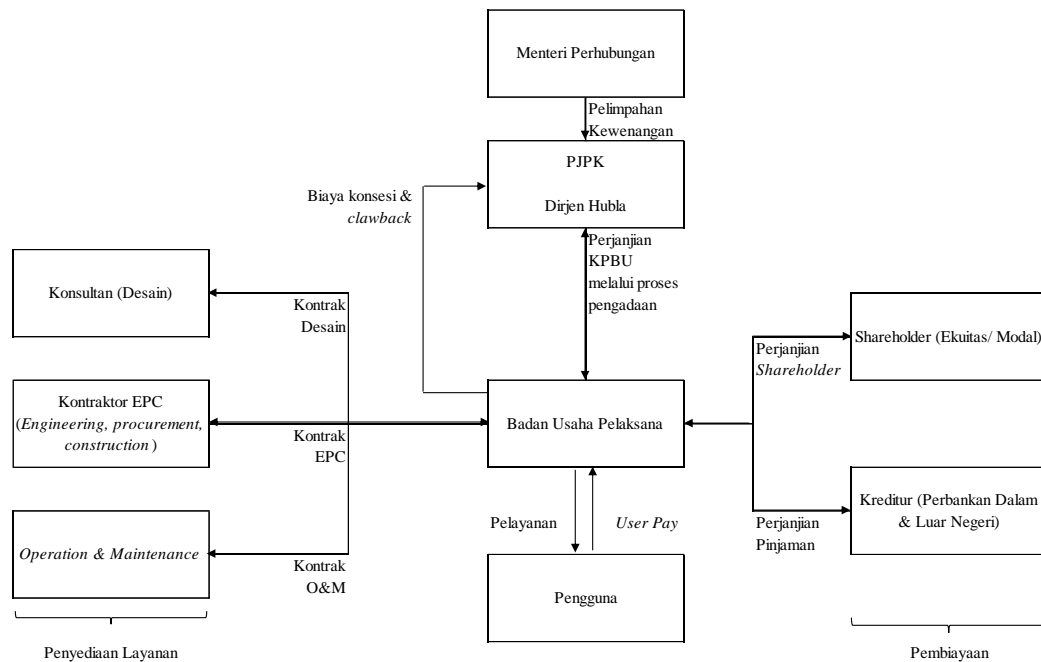 Menteri Perhubungan
Pelimpahan
Kewenangan
PJPK
Dirjen Hubla
Biaya konsesi &
clawback
Perjanjian
KPBU
melalui proses
pengadaan
Konsultan (Desain)
Kontrak
Desain
Kontraktor EPC
(Engineering, procurement,
construction )
Kontrak
EPC
Operation & Maintenance
Kontrak
O&M
Penyediaan Layanan
Badan Usaha Pelaksana
Pelayanan
User Pay
Pengguna
Perjanjian
Shareholder
Shareholder (Ekuitas/ Modal)
Perjanjian
Pinjaman
Kreditur (Perbankan Dalam
& Luar Negeri)
Pembiayaan